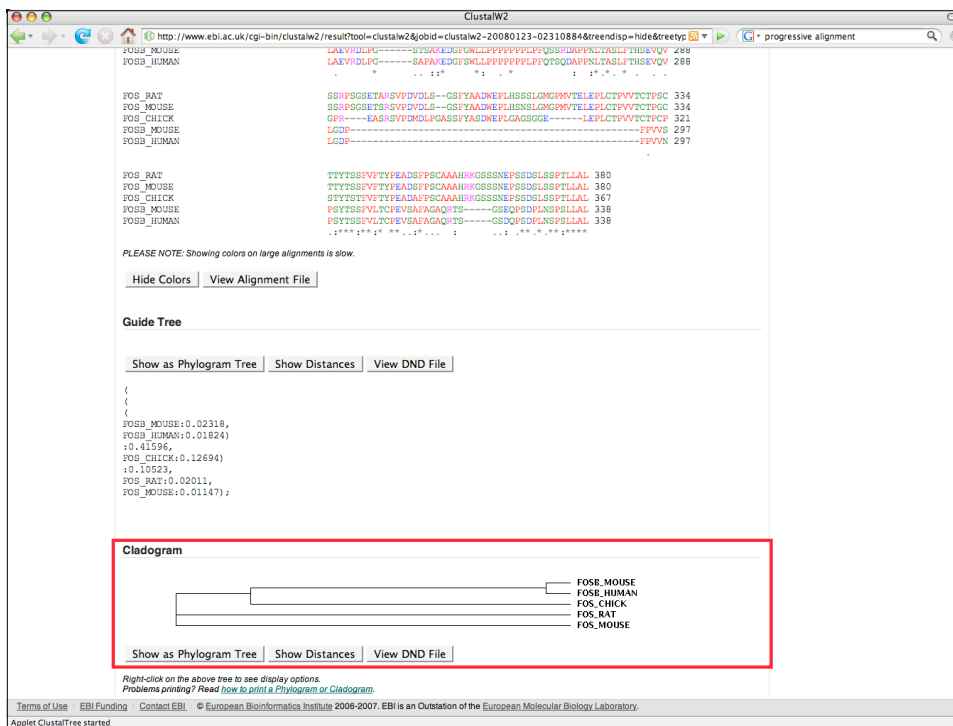 ClustalW2
http://www.ebi.ac.uk/cgi-bin/clustalw2/result?tool=clustalw2&jobid=clustalw2-20080123-02310884&treendisp=hide&treetyp
progressive alignment
FOSB_MOUSE LAEVRDLPG------STSAKEDGFGWLLPPPPPPPLPFQSSRDAPPNLTASLFTHSEVQV 288
FOSB_HUMAN LAEVRDLPG------SAPAKEDGFSWLLPPPPPPPLPFQTSQDAPPNLTASLFTHSEVQV 288
. * .. ::* *: . * : :*.*. * . .
FOS_RAT SSRPSGSETARSVPDVDLS--GSFYAADWEPLHSSSLGMGPMVTELEPLCTPVVTCTPSC 334
FOS_MOUSE SSRPSGSETSRSVPDVDLS--GSFYAADWEPLHSNSLGMGPMVTELEPLCTPVVTCTPGC 334
FOS_CHICK GPR----EASRSVPDMDLPGASSFYASDWEPLGAGSGGE------LEPLCTPVVTCTPCP 321
FOSB_MOUSE LGDP--------------------------------------------------FPVVS 297
FOSB_HUMAN LGDP--------------------------------------------------FPVVN 297
.
FOS_RAT TTYTSSFVFTYPEADSFPSCAAAHRKGSSSNEPSSDSLSSPTLLAL 380
FOS_MOUSE TTYTSSFVFTYPEADSFPSCAAAHRKGSSSNEPSSDSLSSPTLLAL 380
FOS_CHICK STYTSTFVFTYPEADAFPSCAAAHRKGSSSNEPSSDSLSSPTLLAL 367
FOSB_MOUSE PSYTSSFVLTCPEVSAFAGAQRTS-----GSEQPSDPLNSPSLLAL 338
FOSB_HUMAN PSYTSSFVLTCPEVSAFAGAQRTS-----GSDQPSDPLNSPSLLAL 338
.:***:**:* **..:*... : ..: .**.*.**:****
PLEASE NOTE: Showing colors on large alignments is slow.
Hide Colors View Alignment File
Guide Tree
Show as Phylogram Tree Show Distances View DND File
(
(
(
FOSB_MOUSE:0.02318,
FOSB_HUMAN:0.01824)
:0.41596,
FOS_CHICK:0.12694)
:0.10523,
FOS_RAT:0.02011,
FOS_MOUSE:0.01147);
Cladogram
FOSB_MOUSE
FOSB_HUMAN
FOS_CHICK
FOS_RAT
FOS_MOUSE
Show as Phylogram Tree Show Distances View DND File
Right-click on the above tree to see display options.
Problems printing? Read how to print a Phylogram or Cladogram.
Terms of Use | EBI Funding | Contact EBI | © European Bioinformatics Institute 2006-2007. EBI is an Outstation of the European Molecular Biology Laboratory.
Applet ClustalTree started